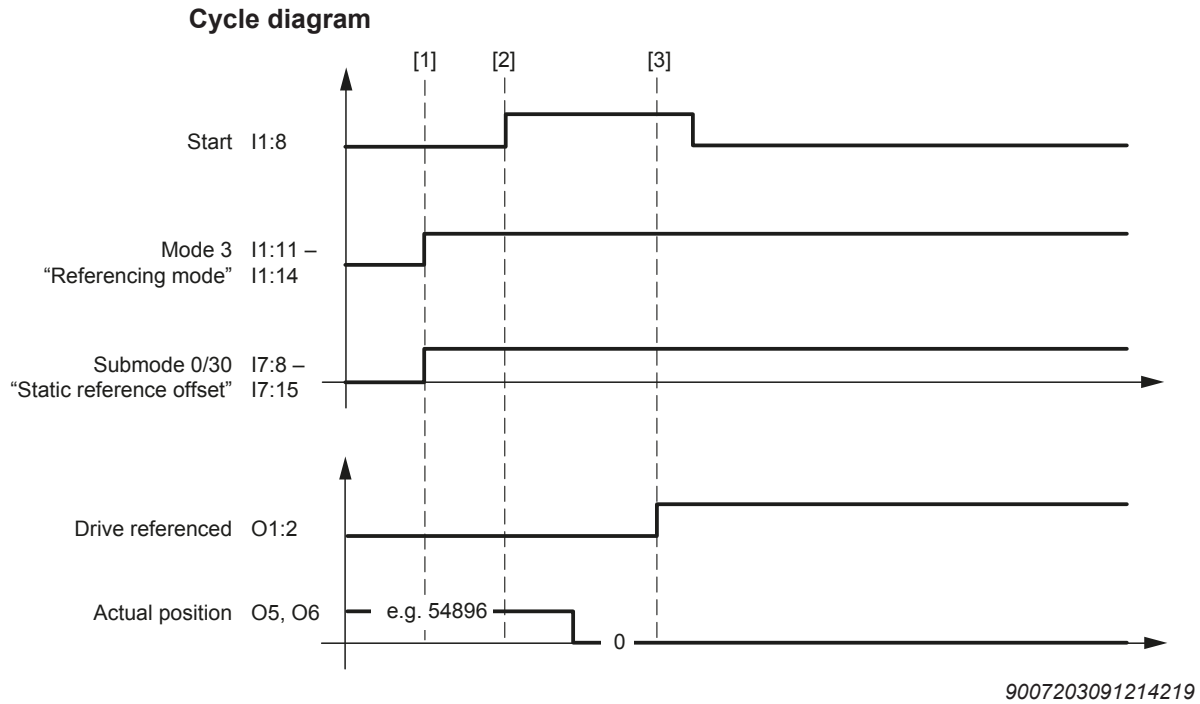 Cycle diagram
[1] [2] [3]
Start I1:8
Mode 3 I1:11 –
“Referencing mode” I1:14
Submode 0/30 I7:8 –
“Static reference offset” I7:15
Drive referenced O1:2
Actual position O5, O6 e.g. 54896
0
9007203091214219